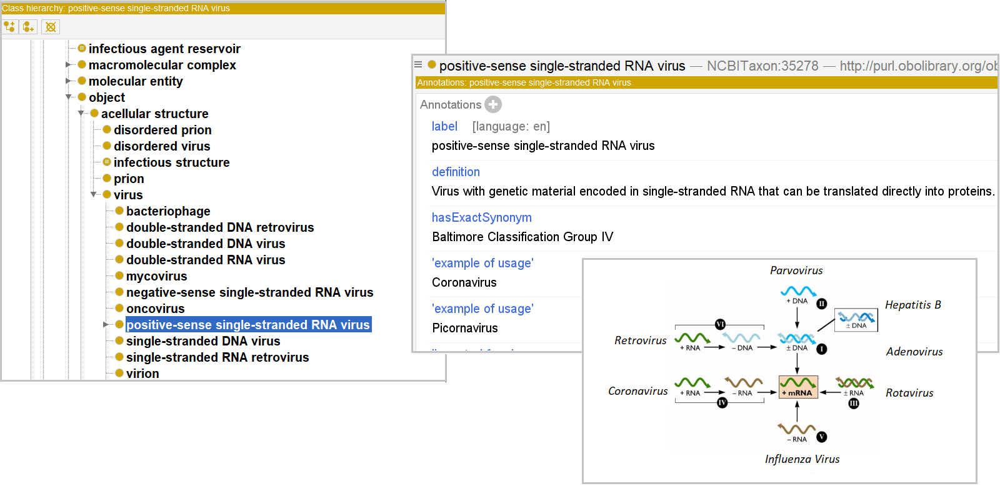 Class hierarchy: positive-sense single-stranded RNA virus
infectious agent reservoir
macromolecular complex
molecular entity
object
acellular structure
disordered prion
disordered virus
infectious structure
prion
virus
bacteriophage
double-stranded DNA retrovirus
double-stranded DNA virus
double-stranded RNA virus
mycovirus
negative-sense single-stranded RNA virus
oncovirus
positive-sense single-stranded RNA virus
single-stranded DNA virus
single-stranded RNA retrovirus
virion
positive-sense single-stranded RNA virus — NCBITaxon:35278 — http://purl.obolibrary.org/ob
Annotations: positive-sense single-stranded RNA virus
Annotations
label [language: en]
positive-sense single-stranded RNA virus
definition
Virus with genetic material encoded in single-stranded RNA that can be translated directly into proteins.
hasExactSynonym
Baltimore Classification Group IV
'example of usage'
Coronavirus
'example of usage'
Picornavirus
Parvovirus
+ DNA II
Hepatitis B
± DNA
VI
Retrovirus
+ RNA – DNA ± DNA I
Adenovirus
Coronavirus
+ RNA – RNA + mRNA ± RNA
Rotavirus
IV III
– RNA V
Influenza Virus